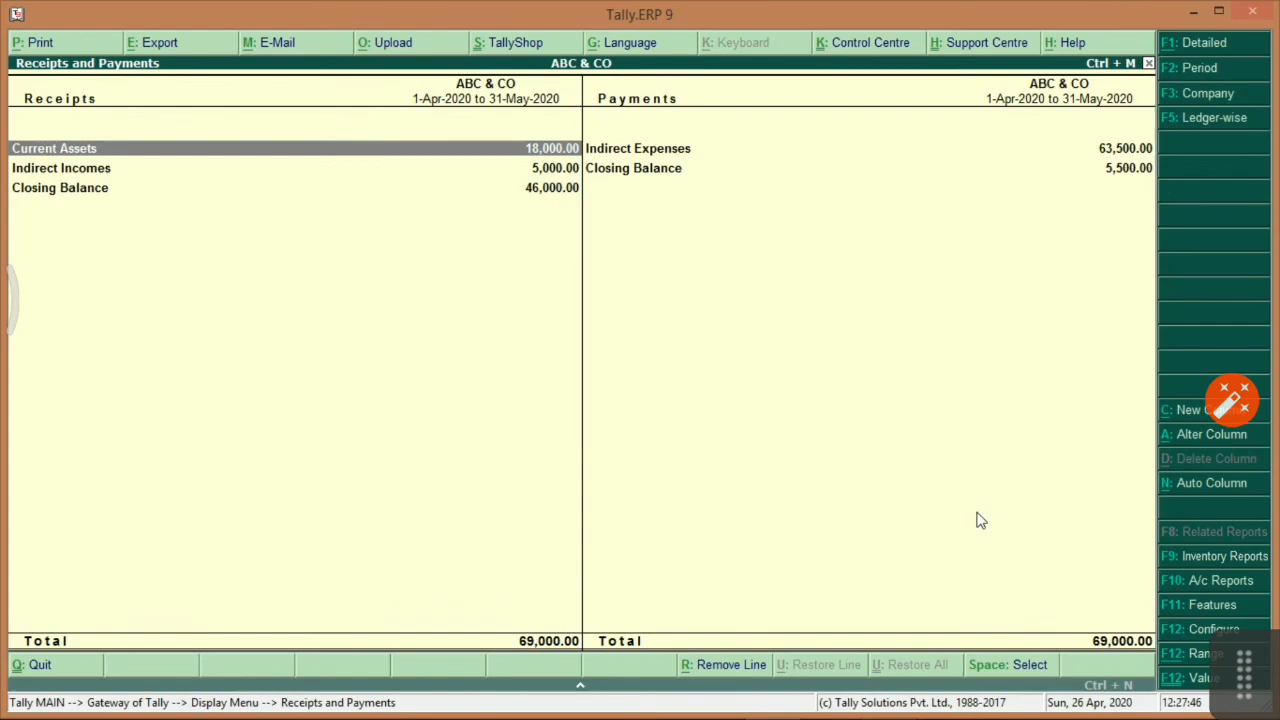 Tally.ERP 9
P: Print E: Export M: E-Mail O: Upload S: TallyShop G: Language K: Keyboard K: Control Centre H: Support Centre H: Help
Receipts and Payments ABC & CO Ctrl + M
Receipts
ABC & CO
1-Apr-2020 to 31-May-2020
Payments
ABC & CO
1-Apr-2020 to 31-May-2020
Current Assets 18,000.00
Indirect Incomes 5,000.00
Closing Balance 46,000.00
Indirect Expenses 63,500.00
Closing Balance 5,500.00
Total 69,000.00
Total 69,000.00
F1: Detailed
F2: Period
F3: Company
F5: Ledger-wise
C: New
A: Alter Column
D: Delete Column
N: Auto Column
F8: Related Reports
F9: Inventory Reports
F10: A/c Reports
F11: Features
F12: Configure
F12:
F12:
Q: Quit R: Remove Line U: Restore Line U: Restore All Space: Select
Ctrl + N
Tally MAIN --> Gateway of Tally --> Display Menu --> Receipts and Payments (c) Tally Solutions Pvt. Ltd., 1988-2017 Sun, 26 Apr, 2020 12:27:46